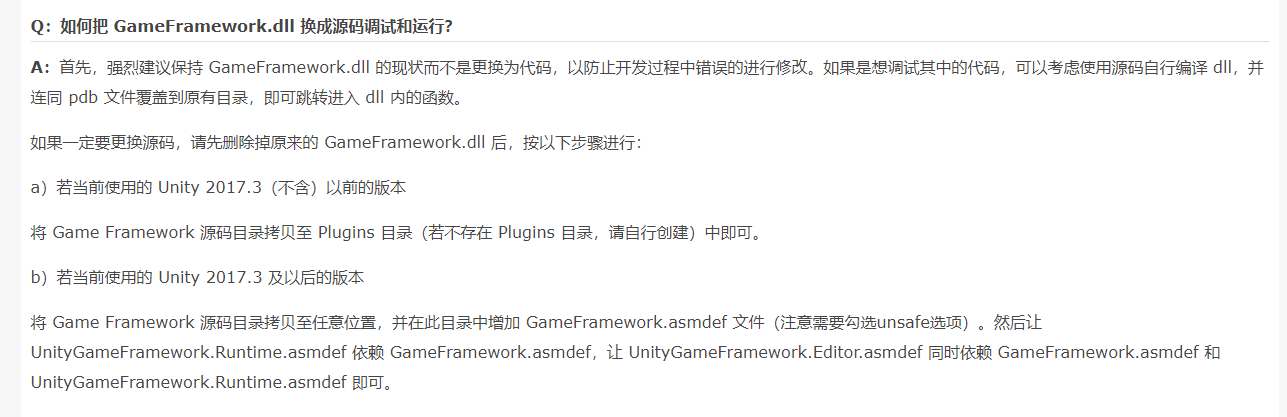 Q：如何把 GameFramework.dll 换成源码调试和运行？
A：首先，强烈建议保持 GameFramework.dll 的现状而不是更换为代码，以防止开发过程中错误的进行修改。如果是想调试其中的代码，可以考虑使用源码自行编译 dll，并
连同 pdb 文件覆盖到原有目录，即可跳转进入 dll 内的函数。
如果一定要更换源码，请先删除掉原来的 GameFramework.dll 后，按以下步骤进行：
a）若当前使用的 Unity 2017.3（不含）以前的版本
将 Game Framework 源码目录拷贝至 Plugins 目录（若不存在 Plugins 目录，请自行创建）中即可。
b）若当前使用的 Unity 2017.3 及以后的版本
将 Game Framework 源码目录拷贝至任意位置，并在此目录中增加 GameFramework.asmdef 文件（注意需要勾选unsafe选项）。然后让
UnityGameFramework.Runtime.asmdef 依赖 GameFramework.asmdef，让 UnityGameFramework.Editor.asmdef 同时依赖 GameFramework.asmdef 和
UnityGameFramework.Runtime.asmdef 即可。